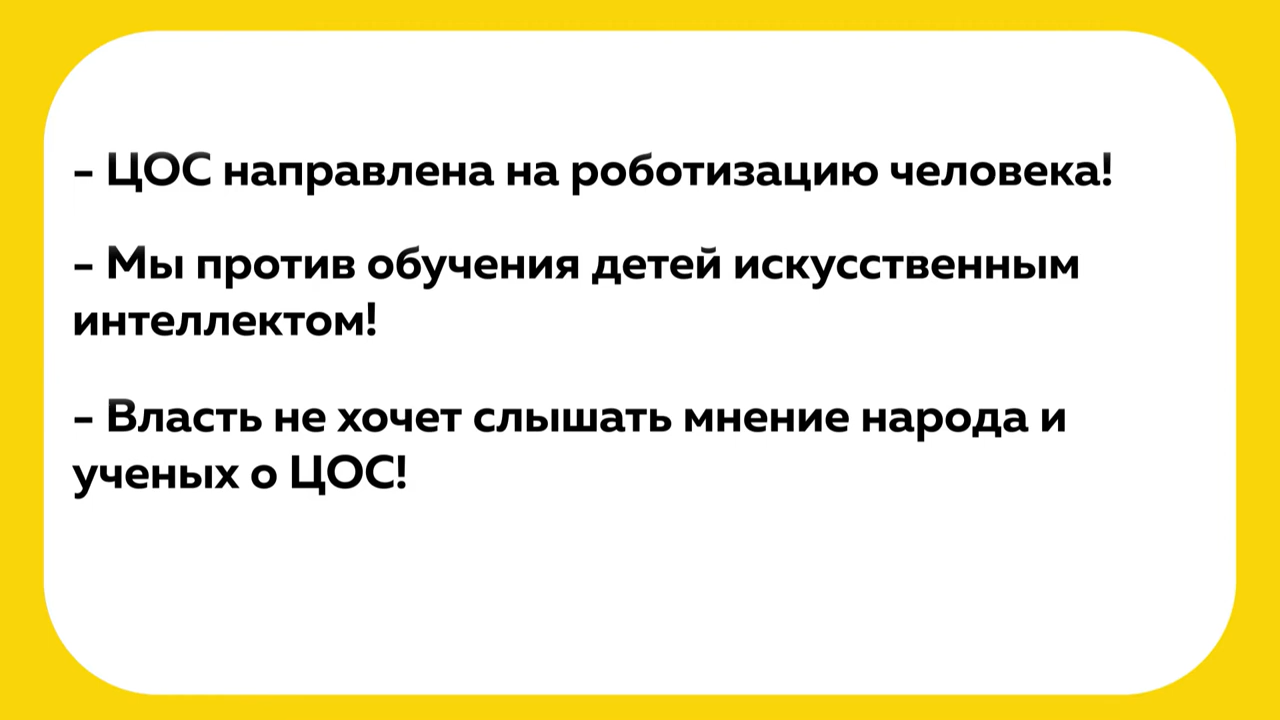 – ЦОС направлена на роботизацию человека!
– Мы против обучения детей искусственным
интеллектом!
– Власть не хочет слышать мнение народа и
ученых о ЦОС!